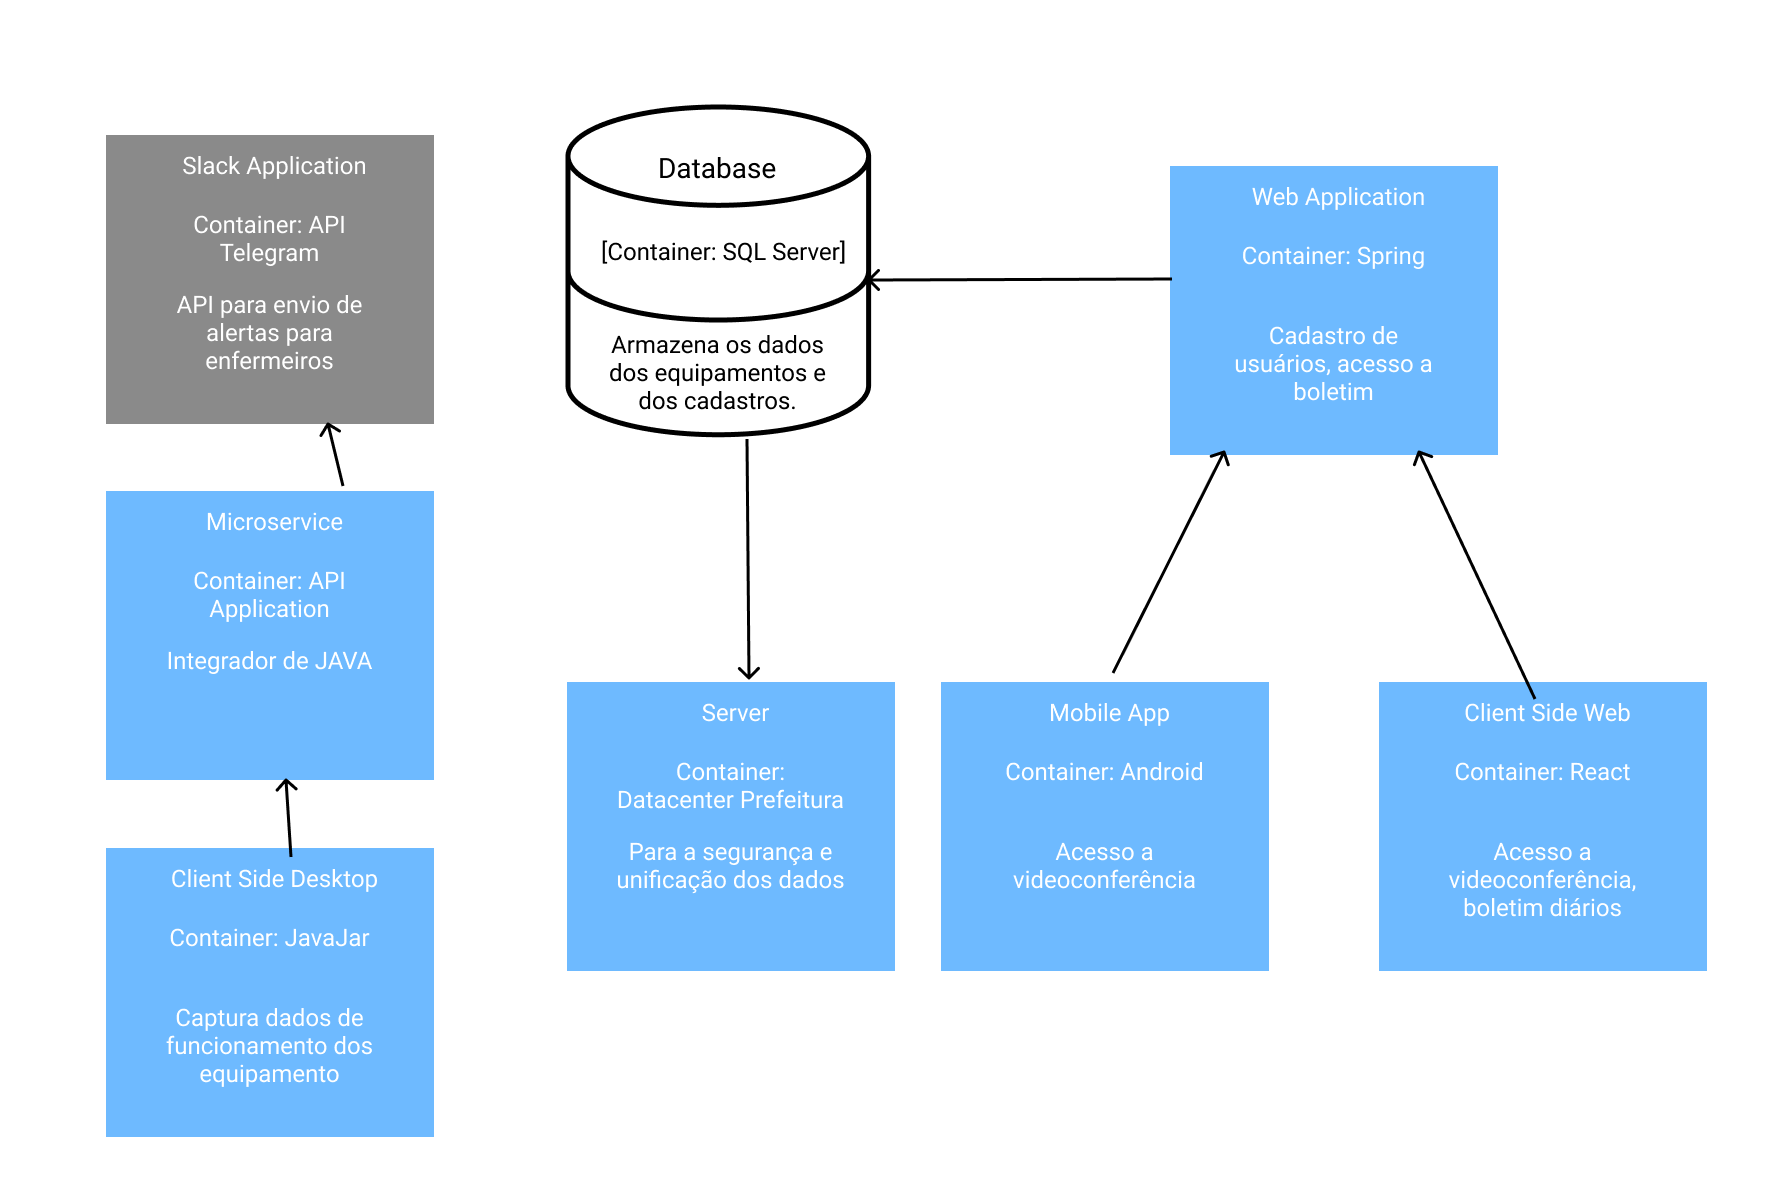 Slack Application
Container: API
Telegram
API para envio de
alertas para
enfermeiros
Microservice
Container: API
Application
Integrador de JAVA
Client Side Desktop
Container: JavaJar
Captura dados de
funcionamento dos
equipamento
Database
[Container: SQL Server]
Armazena os dados
dos equipamentos e
dos cadastros.
Server
Container:
Datacenter Prefeitura
Para a segurança e
unificação dos dados
Web Application
Container: Spring
Cadastro de
usuários, acesso a
boletim
Mobile App
Container: Android
Acesso a
videoconferência
Client Side Web
Container: React
Acesso a
videoconferência,
boletim diários